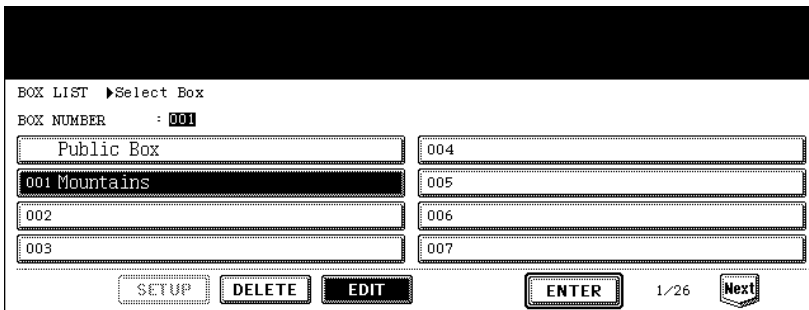 BOX LIST ▶Select Box
BOX NUMBER : 001
Public Box
001 Mountains
002
003
004
005
006
007
SETUP DELETE EDIT ENTER 1/26 Next